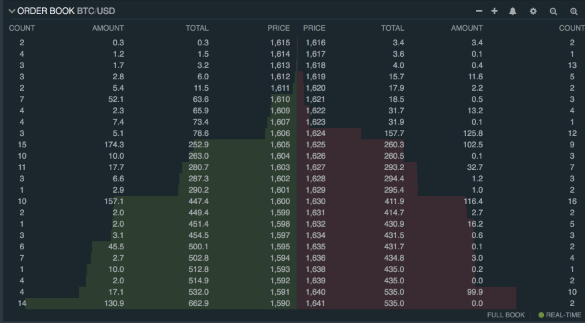 ORDER BOOK BTC/USD
COUNT AMOUNT TOTAL PRICE PRICE TOTAL AMOUNT COUNT
2 0.3 0.3 1,615 1,616 3.4 3.4 2
4 1.2 1.5 1,614 1,617 3.6 0.1 1
3 1.7 3.2 1,613 1,618 4.0 0.4 13
3 2.8 6.0 1,612 1,619 15.7 11.6 5
2 5.4 11.5 1,611 1,620 17.9 2.2 2
7 52.1 63.6 1,610 1,621 18.5 0.5 3
4 2.3 65.9 1,609 1,622 31.7 13.2 4
4 7.4 73.4 1,607 1,623 31.9 0.1 1
3 5.1 78.6 1,606 1,624 157.7 125.8 12
15 174.3 252.9 1,605 1,625 260.3 102.5 9
10 10.0 263.0 1,604 1,626 260.5 0.1 3
11 17.7 280.7 1,603 1,627 293.2 32.7 7
3 6.6 287.3 1,602 1,628 294.4 1.2 3
1 2.9 290.2 1,601 1,629 295.4 1.0 2
10 157.1 447.4 1,600 1,630 411.9 116.4 16
2 2.0 449.4 1,599 1,631 414.7 2.7 2
1 2.0 451.4 1,598 1,632 430.9 16.2 5
3 3.1 454.5 1,597 1,634 431.5 0.6 3
6 45.5 500.1 1,595 1,635 431.7 0.1 2
7 2.7 502.8 1,594 1,636 434.8 3.0 4
1 10.0 512.8 1,593 1,638 435.0 0.2 1
4 2.0 514.9 1,592 1,639 435.0 0.0 2
4 17.1 532.0 1,591 1,640 535.0 99.9 10
14 130.9 662.9 1,590 1,641 535.0 0.0 2
FULL BOOK REAL-TIME